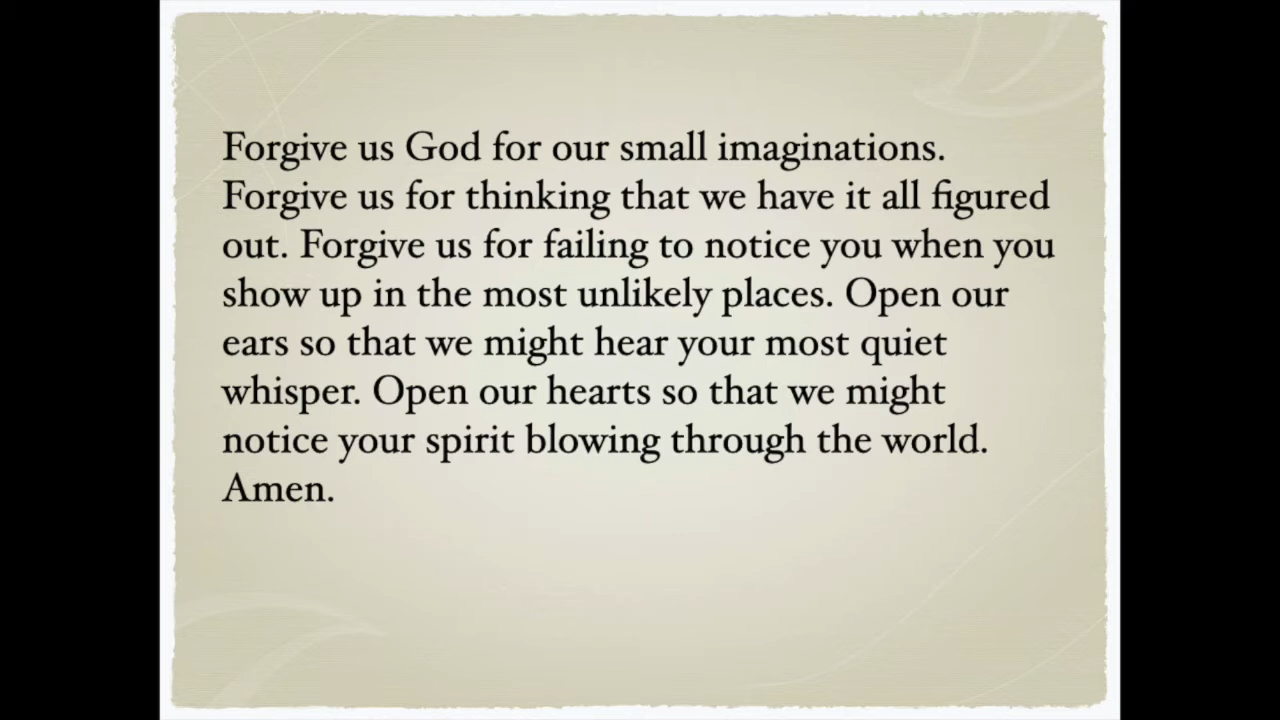 Forgive us God for our small imaginations.
Forgive us for thinking that we have it all figured
out. Forgive us for failing to notice you when you
show up in the most unlikely places. Open our
ears so that we might hear your most quiet
whisper. Open our hearts so that we might
notice your spirit blowing through the world.
Amen.